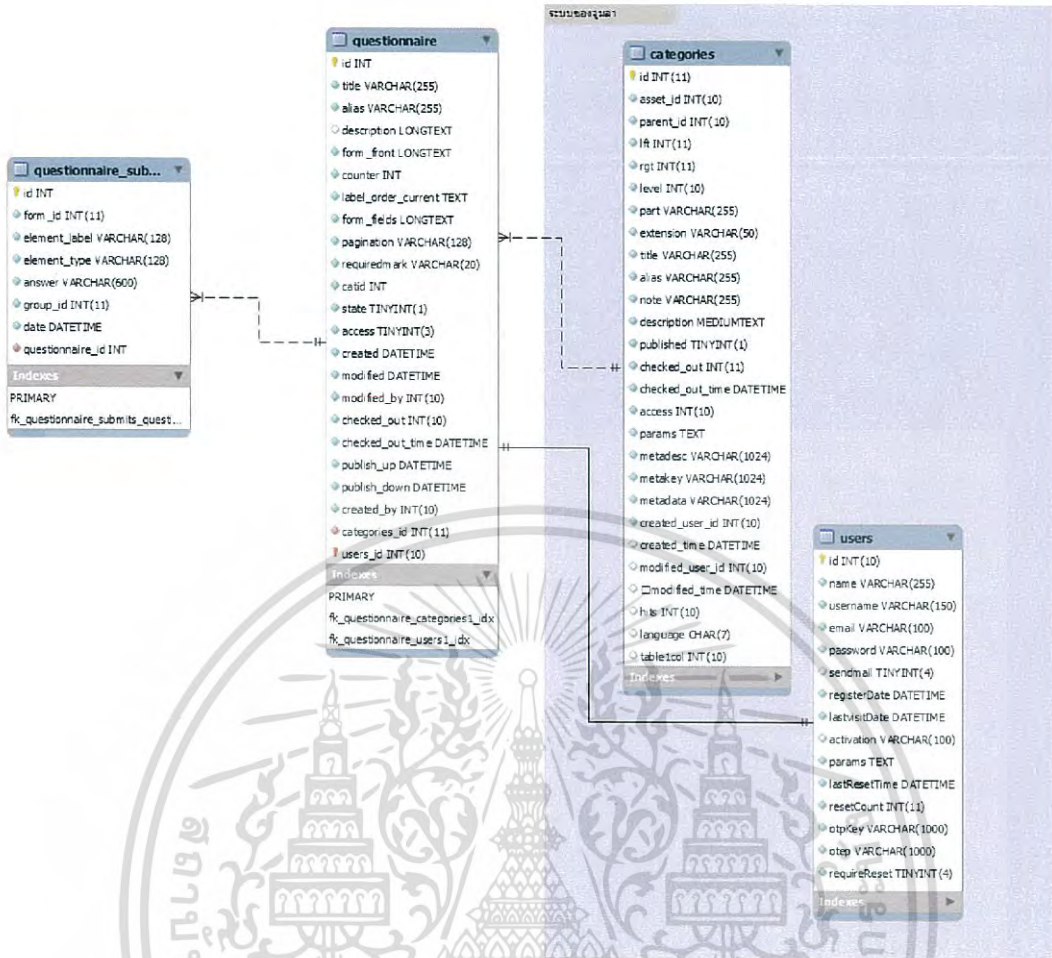 ระบบของจูมลา
questionnaire_sub...
id INT
form_id INT(11)
element_label VARCHAR(128)
element_type VARCHAR(128)
answer VARCHAR(600)
group_id INT(11)
date DATETIME
questionnaire_id INT
Indexes
PRIMARY
fk_questionnaire_submits_questi...
questionnaire
id INT
title VARCHAR(255)
alias VARCHAR(255)
description LONGTEXT
form_front LONGTEXT
counter INT
label_order_current TEXT
form_fields LONGTEXT
pagination VARCHAR(128)
requiredmark VARCHAR(20)
catid INT
state TINYINT(1)
access TINYINT(3)
created DATETIME
modified DATETIME
modified_by INT(10)
checked_out INT(10)
checked_out_time DATETIME
publish_up DATETIME
publish_down DATETIME
created_by INT(10)
categories_id INT(11)
users_id INT(10)
Indexes
PRIMARY
fk_questionnaire_categories1_idx
fk_questionnaire_users1_idx
categories
id INT(11)
asset_id INT(10)
parent_id INT(10)
lft INT(11)
rgt INT(11)
level INT(10)
part VARCHAR(255)
extension VARCHAR(50)
title VARCHAR(255)
alias VARCHAR(255)
note VARCHAR(255)
description MEDIUMTEXT
published TINYINT(1)
checked_out INT(11)
checked_out_time DATETIME
access INT(10)
params TEXT
metadesc VARCHAR(1024)
metakey VARCHAR(1024)
metadata VARCHAR(1024)
created_user_id INT(10)
created_time DATETIME
modified_user_id INT(10)
modified_time DATETIME
hits INT(10)
language CHAR(7)
table1col INT(10)
Indexes
users
id INT(10)
name VARCHAR(255)
username VARCHAR(150)
email VARCHAR(100)
password VARCHAR(100)
sendmail TINYINT(4)
registerDate DATETIME
lastvisitDate DATETIME
activation VARCHAR(100)
params TEXT
lastResetTime DATETIME
resetCount INT(11)
otpKey VARCHAR(1000)
otep VARCHAR(1000)
requireReset TINYINT(4)
Indexes